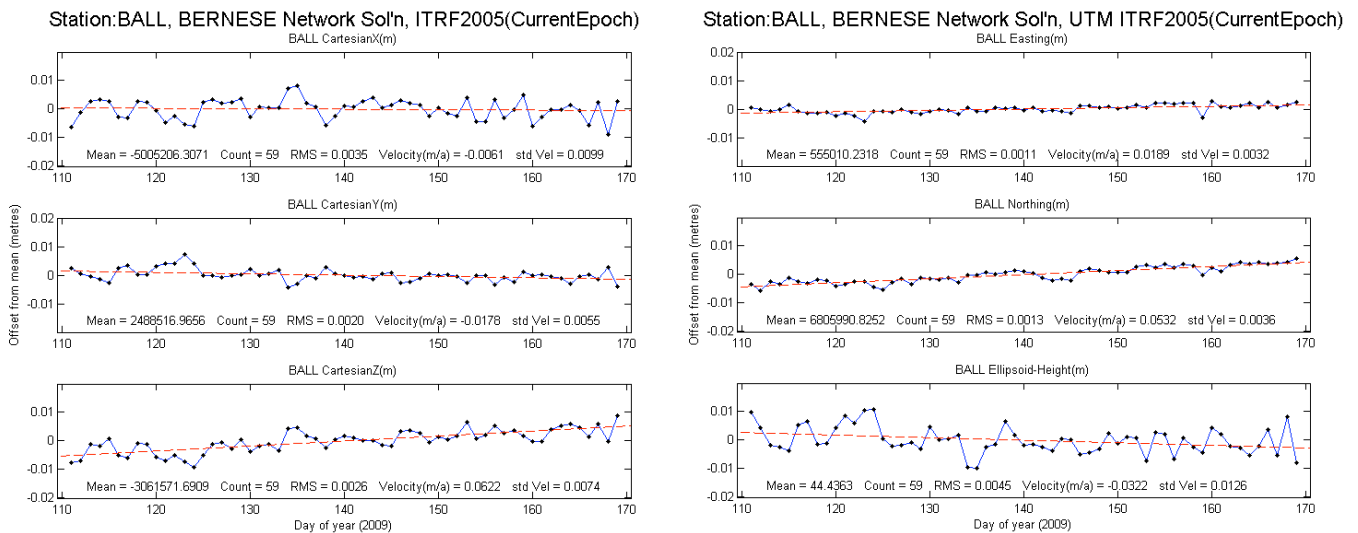 Station:BALL, BERNESE Network Sol'n, ITRF2005(CurrentEpoch)
BALL CartesianX(m)
0.01
0
-0.01
-0.02
Mean = -5005206.3071 Count = 59 RMS = 0.0035 Velocity(m/a) = -0.0061 std Vel = 0.0099
110 120 130 140 150 160 170
BALL CartesianY(m)
0.02
0.01
0
-0.01
Mean = 2488516.9656 Count = 59 RMS = 0.0020 Velocity(m/a) = -0.0178 std Vel = 0.0055
110 120 130 140 150 160 170
Offset from mean (metres)
BALL CartesianZ(m)
0.01
0
-0.01
-0.02
Mean = -3061571.6909 Count = 59 RMS = 0.0026 Velocity(m/a) = 0.0622 std Vel = 0.0074
110 120 130 140 150 160 170
Day of year (2009)
Station:BALL, BERNESE Network Sol'n, UTM ITRF2005(CurrentEpoch)
BALL Easting(m)
0.02
0.01
0
-0.01
Mean = 555010.2318 Count = 59 RMS = 0.0011 Velocity(m/a) = 0.0189 std Vel = 0.0032
110 120 130 140 150 160 170
BALL Northing(m)
0.02
0.01
0
-0.01
-0.02
Mean = 6805990.8252 Count = 59 RMS = 0.0013 Velocity(m/a) = 0.0532 std Vel = 0.0036
110 120 130 140 150 160 170
Offset from mean (metres)
BALL Ellipsoid-Height(m)
0.01
0
-0.01
-0.02
Mean = 44.4363 Count = 59 RMS = 0.0045 Velocity(m/a) = -0.0322 std Vel = 0.0126
110 120 130 140 150 160 170
Day of year (2009)